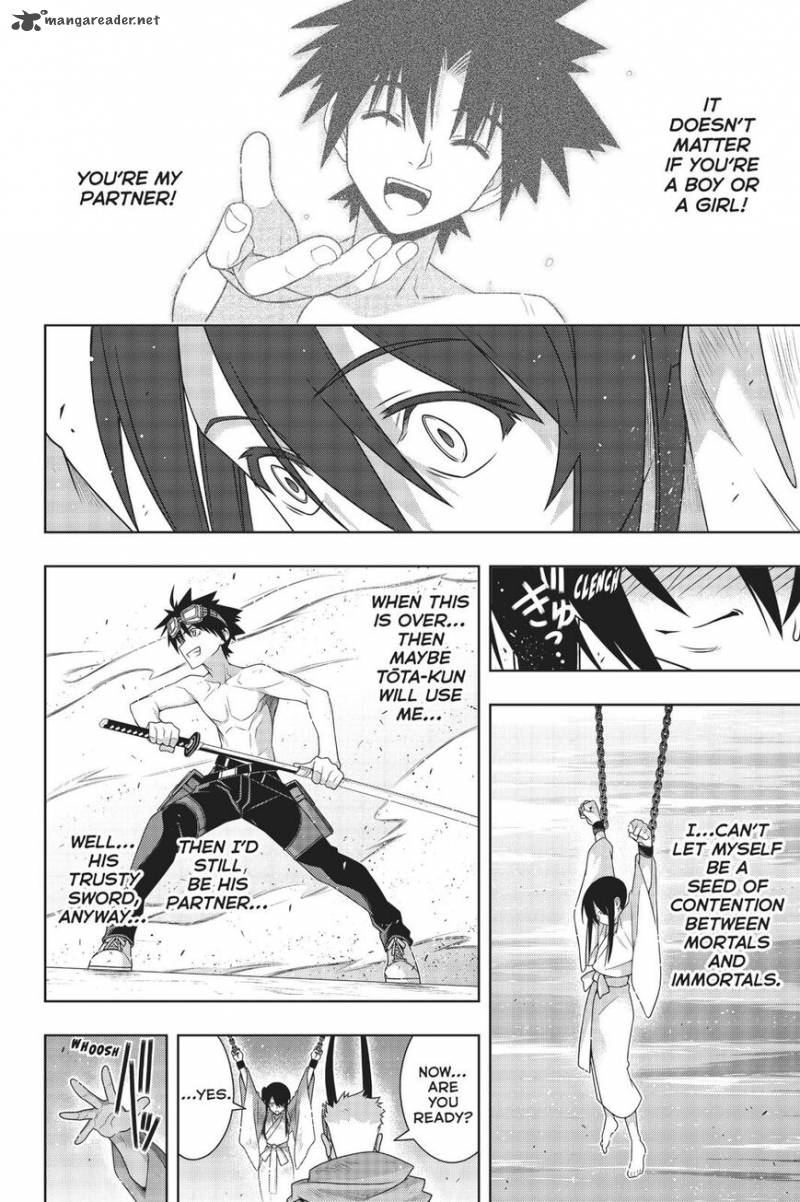 mangareader.net
IT
DOESN'T
MATTER
IF YOU'RE
A BOY OR
A GIRL!
YOU'RE MY
PARTNER!
CLENCH
ぎゅっ
I...CAN'T
LET MYSELF
BE A
SEED OF
CONTENTION
BETWEEN
MORTALS
AND
IMMORTALS.
WHEN THIS
IS OVER...
THEN
MAYBE
TŌTA-KUN
WILL USE
ME...
THEN I'D
STILL
BE HIS
PARTNER...
WELL...
HIS
TRUSTY
SWORD,
ANYWAY...
NOW...
ARE
YOU
READY?
...YES.
WHOOSH